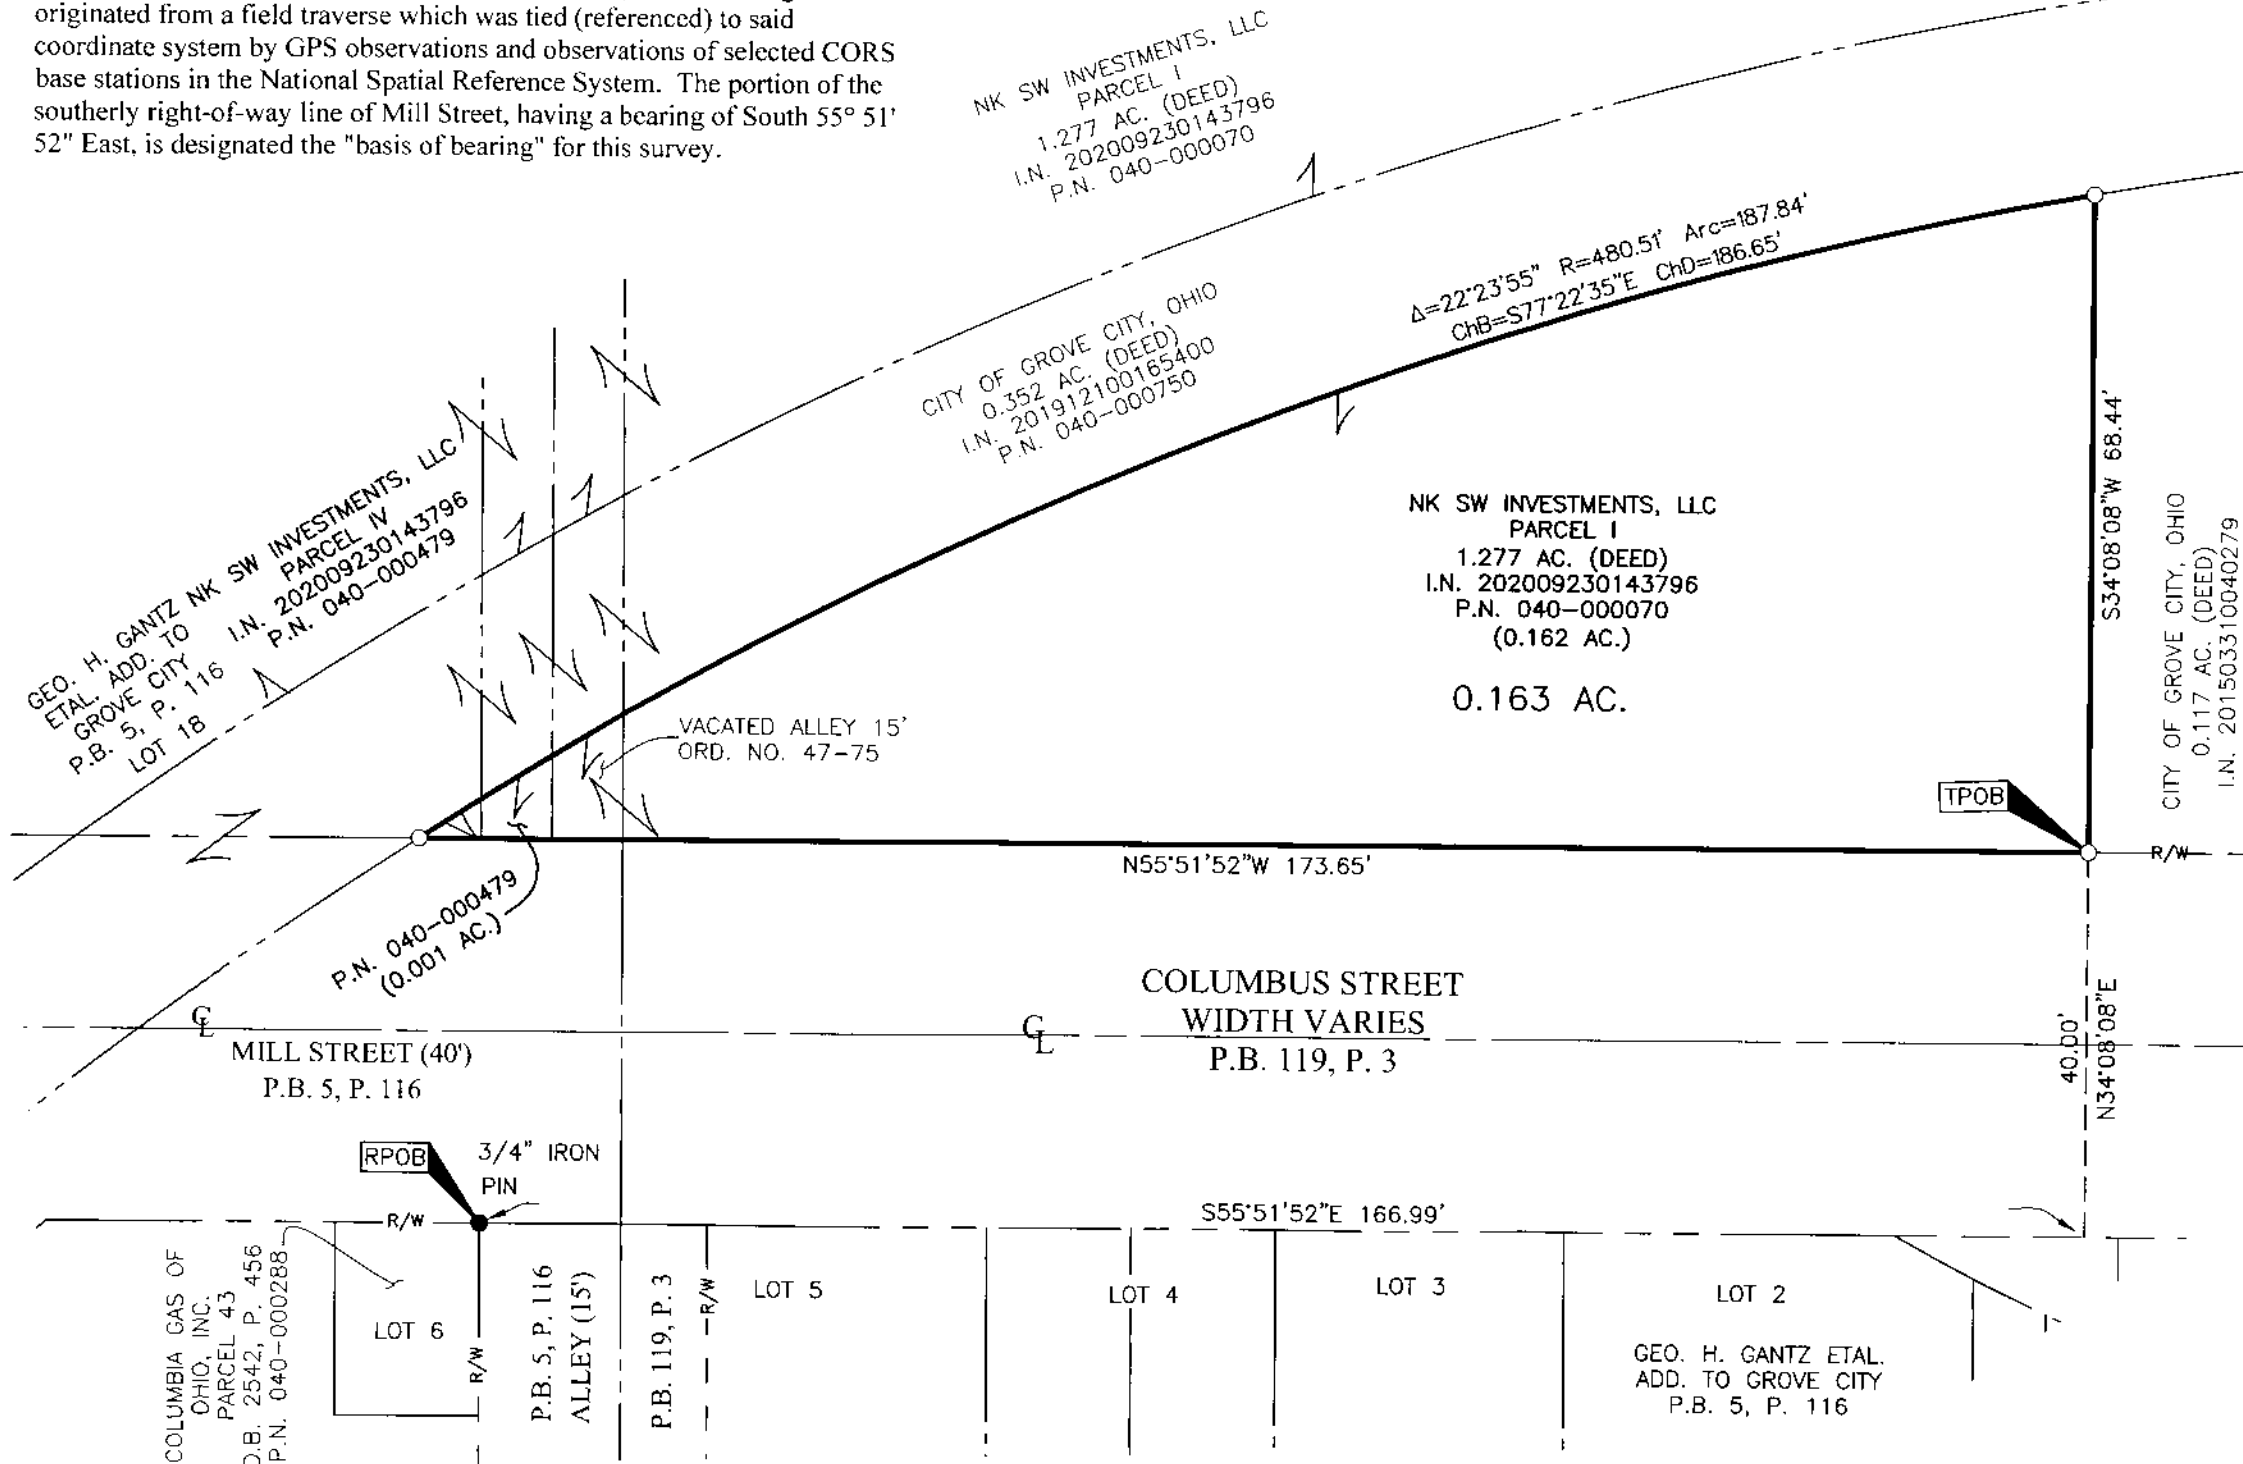 originated from a field traverse which was tied (referenced) to said
coordinate system by GPS observations and observations of selected CORS
base stations in the National Spatial Reference System. The portion of the
southerly right-of-way line of Mill Street, having a bearing of South 55° 51'
52" East, is designated the "basis of bearing" for this survey.
NK SW INVESTMENTS, LLC
PARCEL I
1.277 AC. (DEED)
I.N. 202009230143796
P.N. 040-000070
Δ=22°23'55" R=480.51' Arc=187.84'
ChB=S77°22'35"E ChD=186.65'
CITY OF GROVE CITY, OHIO
0.352 AC. (DEED)
I.N. 201912100165400
P.N. 040-000750
NK SW INVESTMENTS, LLC
PARCEL IV
I.N. 202009230143796
P.N. 040-000479
GEO. H. GANTZ
ETAL. ADD. TO
GROVE CITY
P.B. 5, P. 116
LOT 18
NK SW INVESTMENTS, LLC
PARCEL I
1.277 AC. (DEED)
I.N. 202009230143796
P.N. 040-000070
(0.162 AC.)
0.163 AC.
S34°08'08"W 68.44'
CITY OF GROVE CITY, OHIO
0.117 AC. (DEED)
I.N. 201503310040279
VACATED ALLEY 15'
ORD. NO. 47-75
TPOB
R/W
N55°51'52"W 173.65'
P.N. 040-000479
(0.001 AC.)
COLUMBUS STREET
WIDTH VARIES
P.B. 119, P. 3
CL
CL
MILL STREET (40')
P.B. 5, P. 116
40.00'
N34°08'08"E
RPOB
3/4" IRON
PIN
R/W
S55°51'52"E 166.99'
COLUMBIA GAS OF
OHIO, INC.
PARCEL 43
D.B. 2542, P. 456
P.N. 040-000288
LOT 6
R/W
P.B. 5, P. 116
ALLEY (15')
P.B. 119, P. 3
R/W
LOT 5
LOT 4
LOT 3
LOT 2
GEO. H. GANTZ ETAL.
ADD. TO GROVE CITY
P.B. 5, P. 116